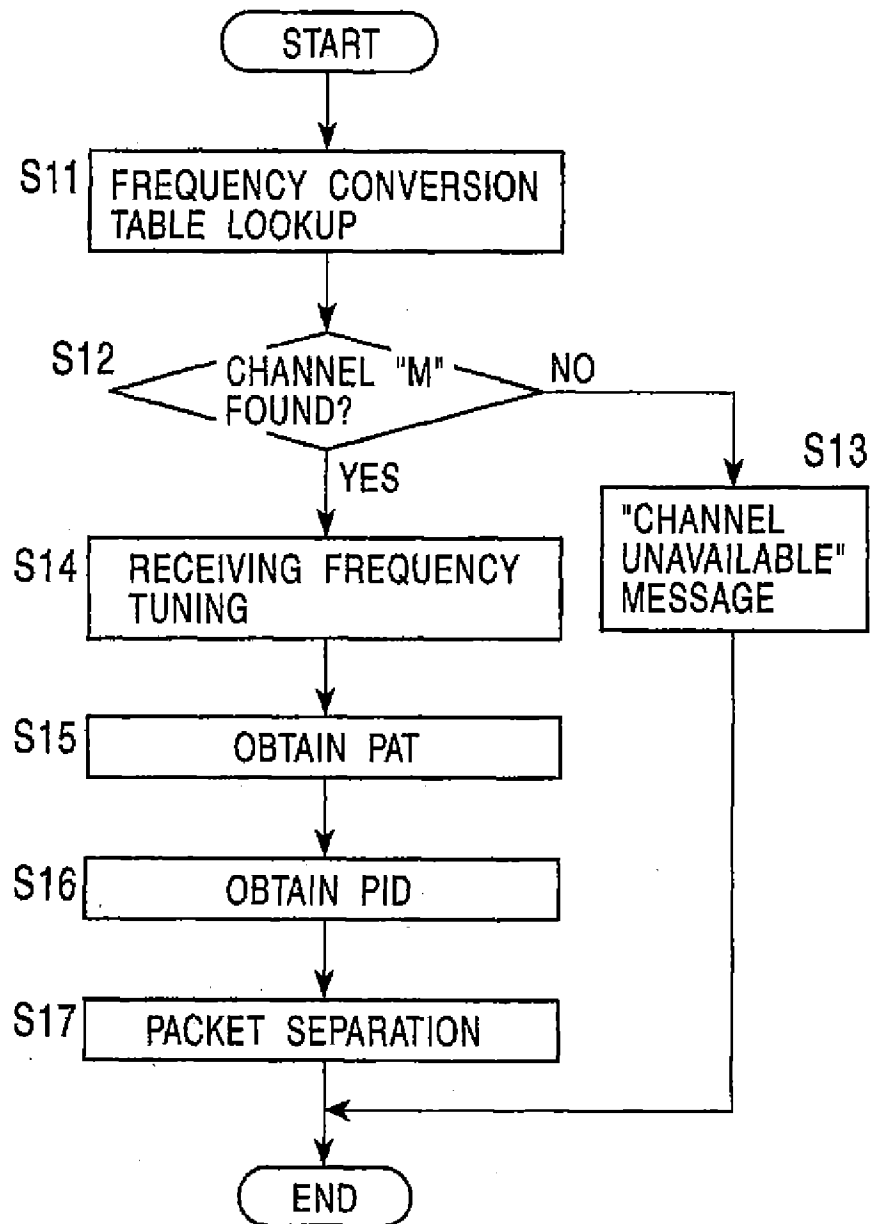 START
S11
FREQUENCY CONVERSION
TABLE LOOKUP
S12
CHANNEL "M"
FOUND?
NO
YES
S13
"CHANNEL
UNAVAILABLE"
MESSAGE
S14
RECEIVING FREQUENCY
TUNING
S15
OBTAIN PAT
S16
OBTAIN PID
S17
PACKET SEPARATION
END